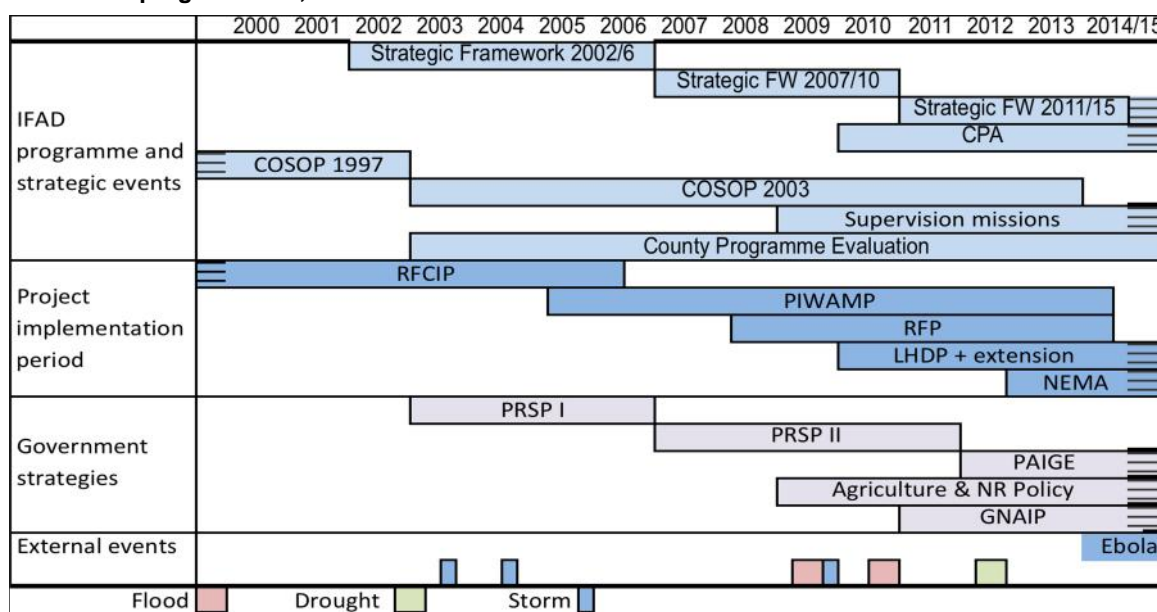 2000 2001 2002 2003 2004 2005 2006 2007 2008 2009 2010 2011 2012 2013 2014/15
IFAD
programme and
strategic events
Strategic Framework 2002/6
Strategic FW 2007/10
Strategic FW 2011/15
CPA
COSOP 1997
COSOP 2003
Supervision missions
County Programme Evaluation
Project
implementation
period
RFCIP
PIWAMP
RFP
LHDP + extension
NEMA
Government
strategies
PRSP I
PRSP II
PAIGE
Agriculture & NR Policy
GNAIP
External events
Ebola
Flood Drought Storm